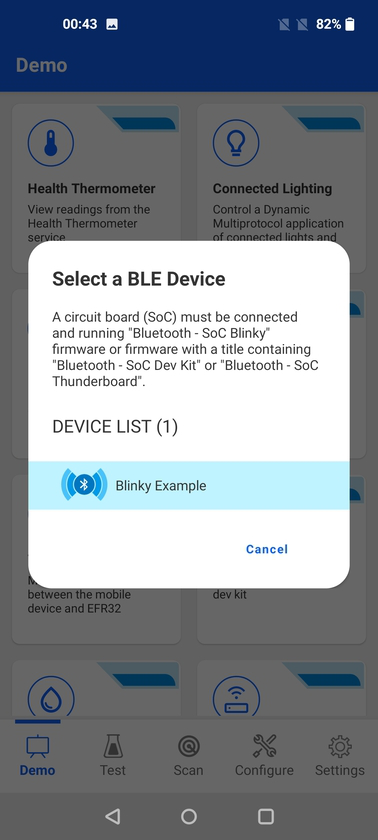 00:43
82%
Demo
Health Thermometer
Connected Lighting
View readings from the
Health Thermometer
service
Control a Dynamic
Multiprotocol application
of connected lights and
Select a BLE Device
A circuit board (SoC) must be connected
and running "Bluetooth - SoC Blinky"
firmware or firmware with a title containing
"Bluetooth - SoC Dev Kit" or "Bluetooth - SoC
Thunderboard".
DEVICE LIST (1)
Blinky Example
Cancel
between the mobile
device and EFR32
dev kit
Demo
Test
Scan
Configure
Settings